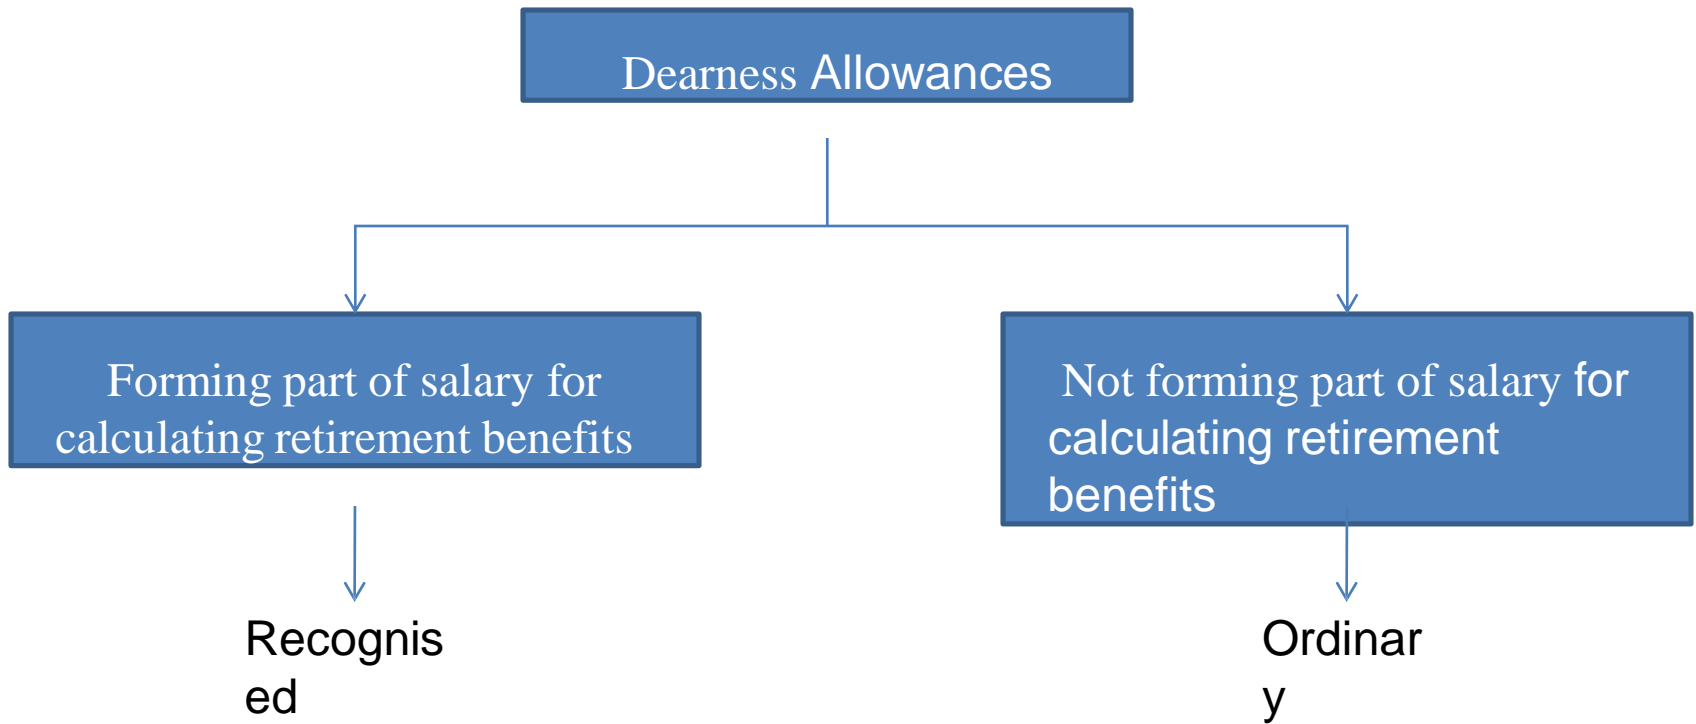 Dearness Allowances
Forming part of salary for
calculating retirement benefits
Not forming part of salary for
calculating retirement
benefits
Recognis
ed
Ordinar
y